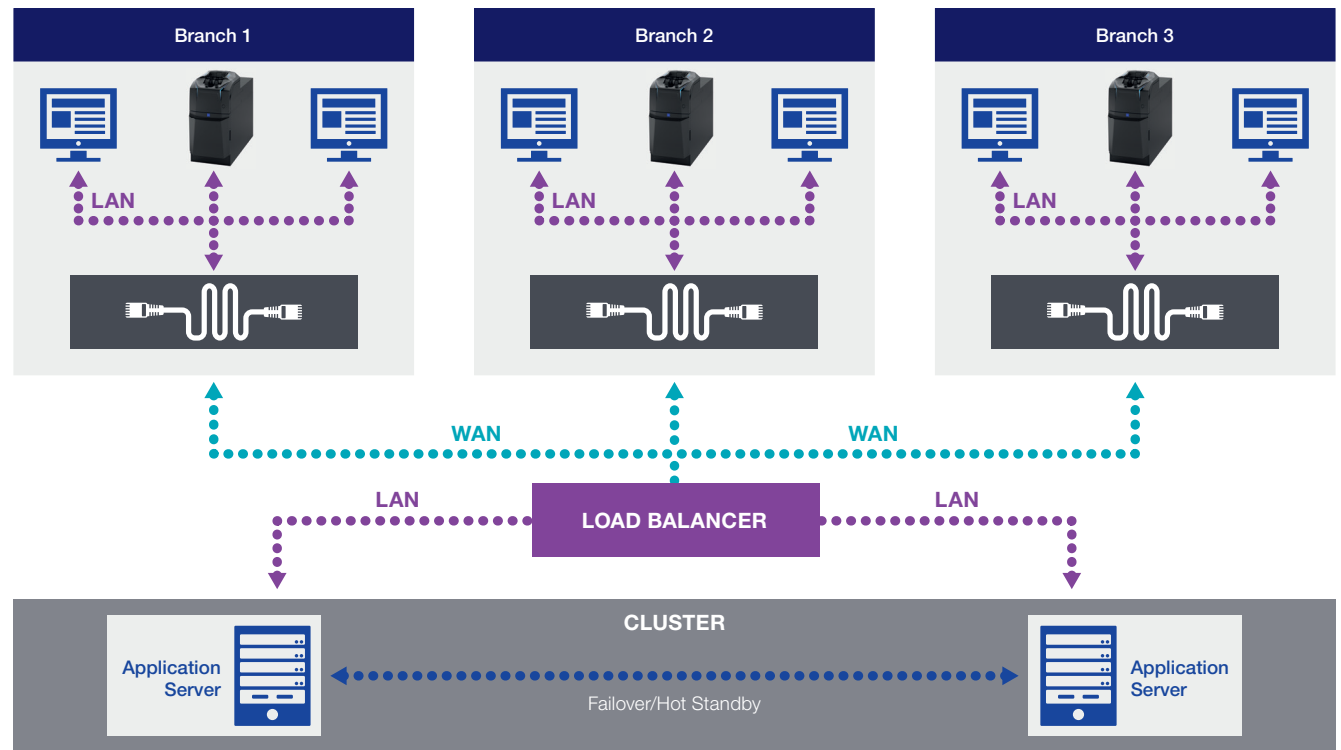 Branch 1
Branch 2
Branch 3
LAN
LAN
LAN
WAN
WAN
LAN
LAN
LOAD BALANCER
CLUSTER
Application
Server
Application
Server
Failover/Hot Standby